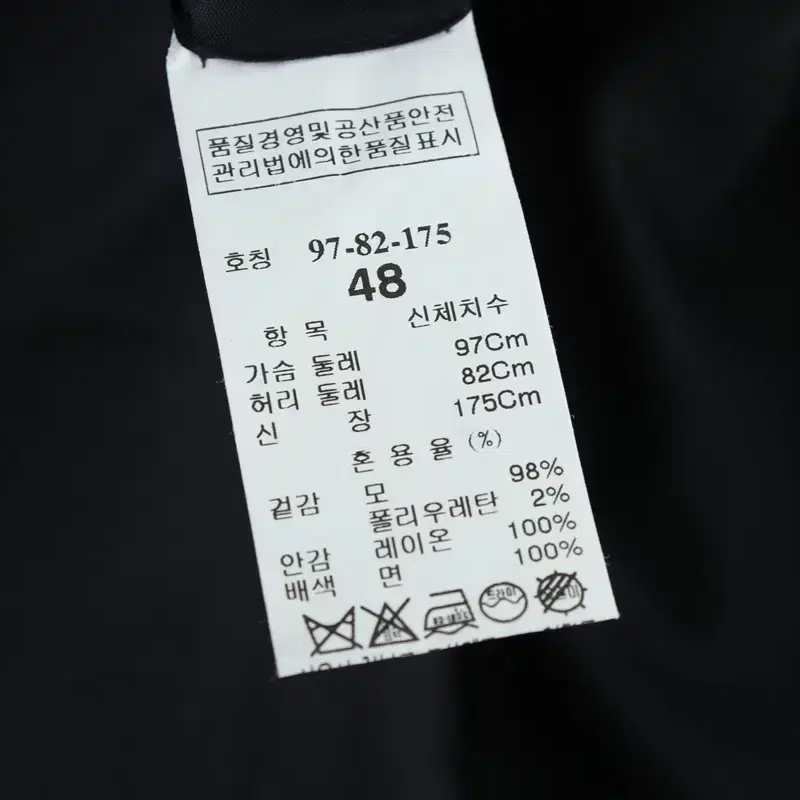 품질경영및공산품안전
관리법에의한품질표시
호칭 97-82-175
48
항 목 신체치수
가슴 둘레 97Cm
허리 둘레 82Cm
신 장 175Cm
혼 용 율 (%)
겉감 모 98%
폴리우레탄 2%
안감 레이온 100%
배색 면 100%
드라이